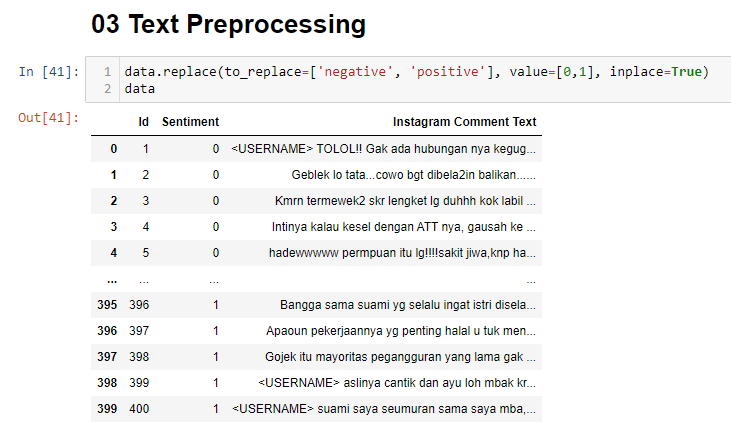 03 Text Preprocessing
In [41]: 1 data.replace(to_replace=['negative', 'positive'], value=[0,1], inplace=True)
2 data
Out[41]:
Id Sentiment Instagram Comment Text
0 1 0 <USERNAME> TOLOL!! Gak ada hubungan nya kegug...
1 2 0 Geblek lo tata...cowo bgt dibela2in balikan......
2 3 0 Kmrn termewek2 skr lengket lg duhhh kok labil ...
3 4 0 Intinya kalau kesel dengan ATT nya, gausah ke ...
4 5 0 hadewwwww permpuan itu lg!!!!sakit jiwa,knp ha...
... ... ... ...
395 396 1 Bangga sama suami yg selalu ingat istri disela...
396 397 1 Apaoun pekerjaannya yg penting halal u tuk men...
397 398 1 Gojek itu mayoritas pegangguran yang lama gak ...
398 399 1 <USERNAME> aslinya cantik dan ayu loh mbak kr...
399 400 1 <USERNAME> suami saya seumuran sama saya mba,...